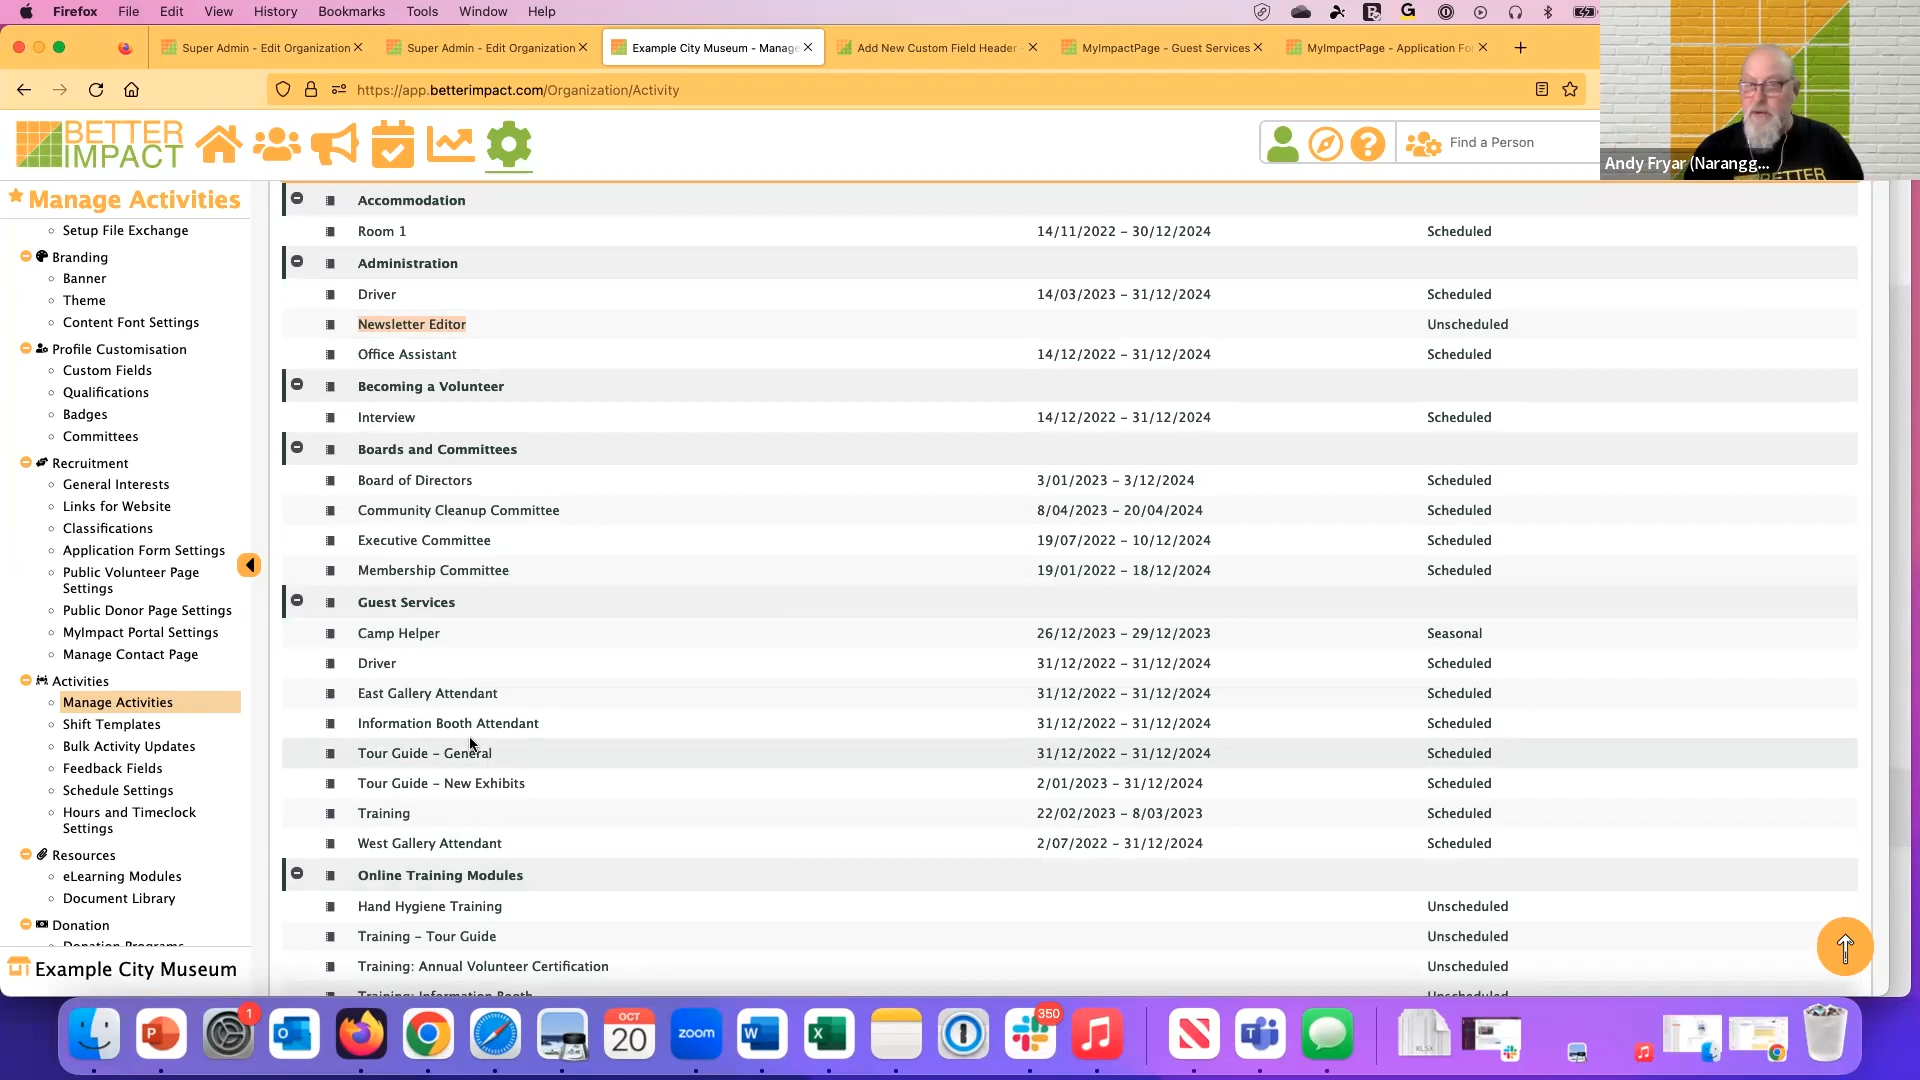 Firefox File Edit View History Bookmarks Tools Window Help
Super Admin - Edit Organization
Super Admin - Edit Organization
Example City Museum - Manage
Add New Custom Field Header
MyImpactPage - Guest Services
MyImpactPage - Application Fo
https://app.betterimpact.com/Organization/Activity
BETTER
IMPACT
Find a Person
Andy Fryar (Narangg...
BETTER
Manage Activities
Setup File Exchange
Branding
Banner
Theme
Content Font Settings
Profile Customisation
Custom Fields
Qualifications
Badges
Committees
Recruitment
General Interests
Links for Website
Classifications
Application Form Settings
Public Volunteer Page
Settings
Public Donor Page Settings
MyImpact Portal Settings
Manage Contact Page
Activities
Manage Activities
Shift Templates
Bulk Activity Updates
Feedback Fields
Schedule Settings
Hours and Timeclock
Settings
Resources
eLearning Modules
Document Library
Donation
Donation Programs
Example City Museum
Accommodation
Room 1 14/11/2022 - 30/12/2024 Scheduled
Administration
Driver 14/03/2023 - 31/12/2024 Scheduled
Newsletter Editor Unscheduled
Office Assistant 14/12/2022 - 31/12/2024 Scheduled
Becoming a Volunteer
Interview 14/12/2022 - 31/12/2024 Scheduled
Boards and Committees
Board of Directors 3/01/2023 - 3/12/2024 Scheduled
Community Cleanup Committee 8/04/2023 - 20/04/2024 Scheduled
Executive Committee 19/07/2022 - 10/12/2024 Scheduled
Membership Committee 19/01/2022 - 18/12/2024 Scheduled
Guest Services
Camp Helper 26/12/2023 - 29/12/2023 Seasonal
Driver 31/12/2022 - 31/12/2024 Scheduled
East Gallery Attendant 31/12/2022 - 31/12/2024 Scheduled
Information Booth Attendant 31/12/2022 - 31/12/2024 Scheduled
Tour Guide - General 31/12/2022 - 31/12/2024 Scheduled
Tour Guide - New Exhibits 2/01/2023 - 31/12/2024 Scheduled
Training 22/02/2023 - 8/03/2023 Scheduled
West Gallery Attendant 2/07/2022 - 31/12/2024 Scheduled
Online Training Modules
Hand Hygiene Training Unscheduled
Training - Tour Guide Unscheduled
Training: Annual Volunteer Certification Unscheduled
Training: Information Booth Unscheduled
1
OCT
20
zoom
350
XLSX